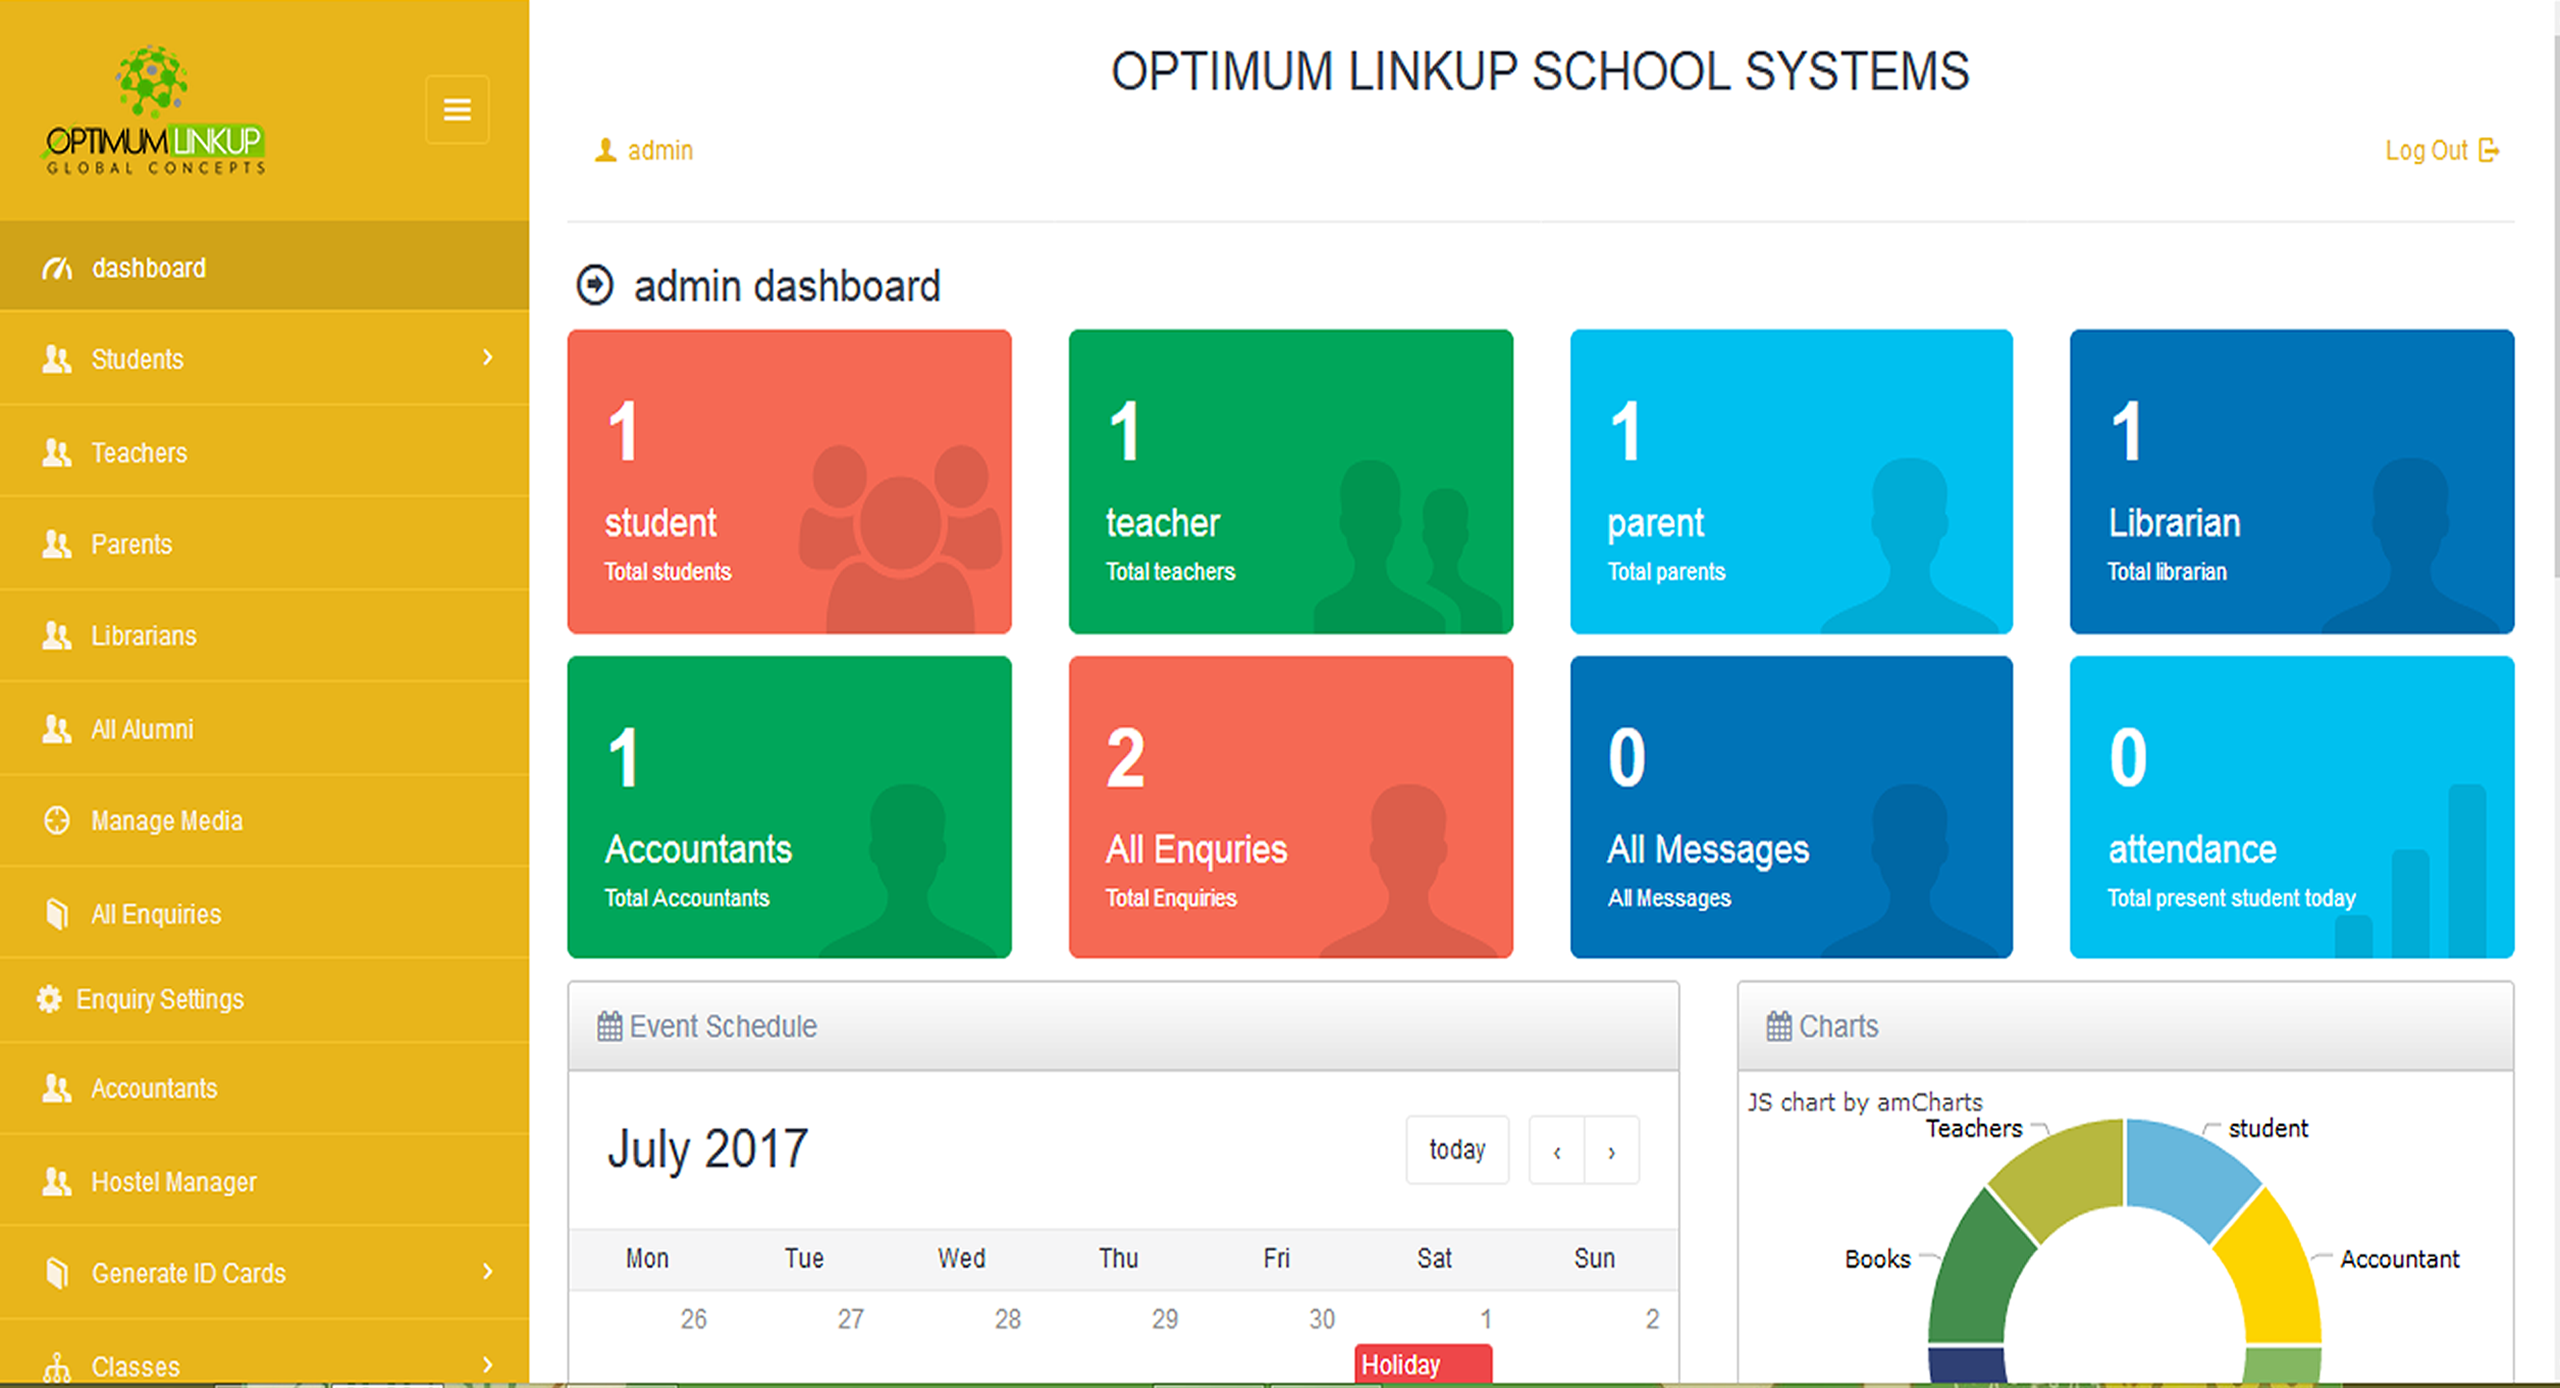 OPTIMUM LINKUP
GLOBAL CONCEPTS
dashboard
Students
Teachers
Parents
Librarians
All Alumni
Manage Media
All Enquiries
Enquiry Settings
Accountants
Hostel Manager
Generate ID Cards
Classes
OPTIMUM LINKUP SCHOOL SYSTEMS
admin
Log Out
admin dashboard
1
student
Total students
1
teacher
Total teachers
1
parent
Total parents
1
Librarian
Total librarian
1
Accountants
Total Accountants
2
All Enquries
Total Enquiries
0
All Messages
All Messages
0
attendance
Total present student today
Event Schedule
July 2017
today
‹ ›
Mon Tue Wed Thu Fri Sat Sun
26 27 28 29 30 1 2
Holiday
Charts
JS chart by amCharts
Teachers
student
Books
Accountant